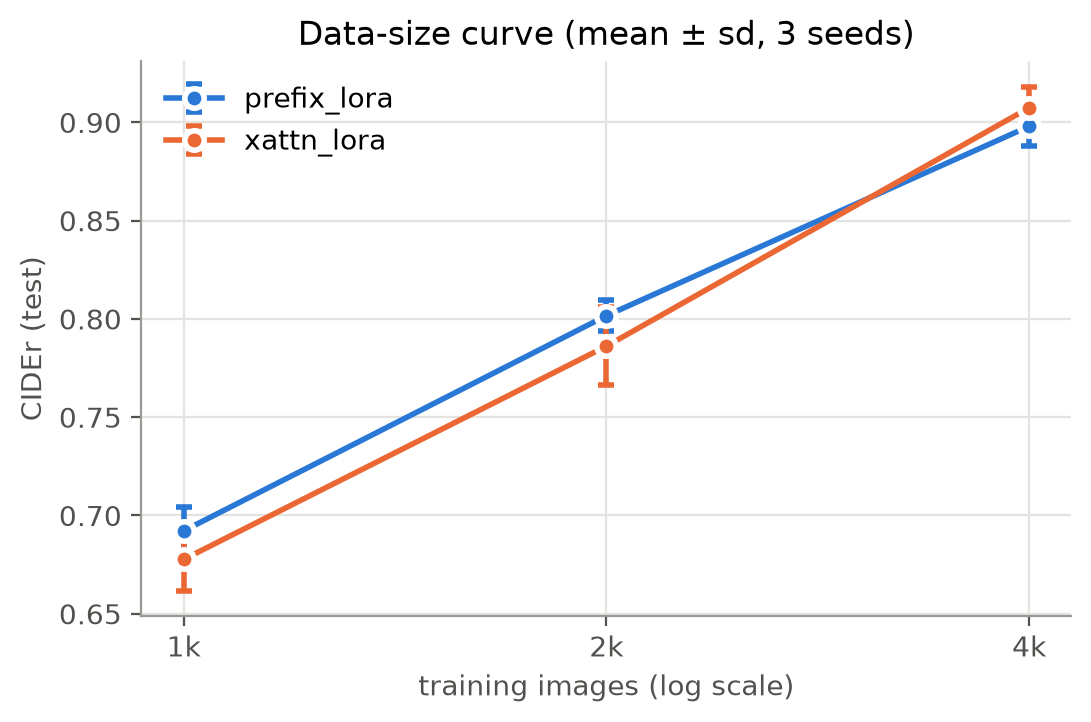 Data-size curve (mean ± sd, 3 seeds)
prefix_lora
xattn_lora
CIDEr (test)
0.90
0.85
0.80
0.75
0.70
0.65
1k
2k
4k
training images (log scale)